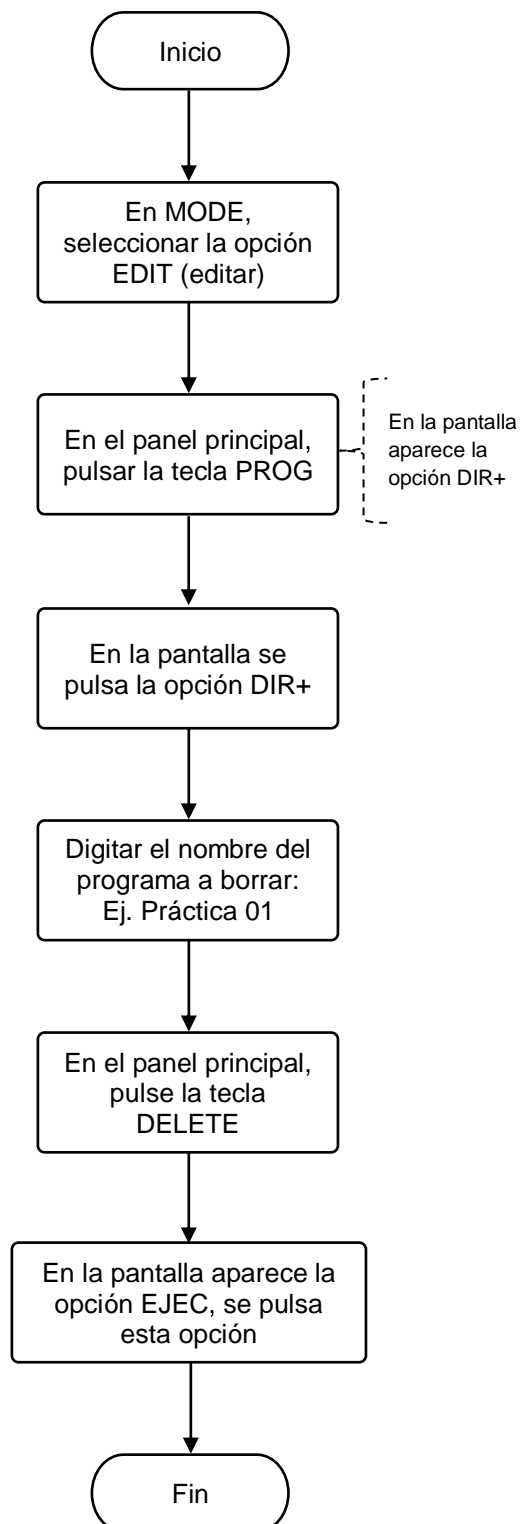 Inicio
En MODE,
seleccionar la opción
EDIT (editar)
En el panel principal,
pulsar la tecla PROG
En la pantalla
aparece la
opción DIR+
En la pantalla se
pulsa la opción DIR+
Digitar el nombre del
programa a borrar:
Ej. Práctica 01
En el panel principal,
pulse la tecla
DELETE
En la pantalla aparece la
opción EJEC, se pulsa
esta opción
Fin